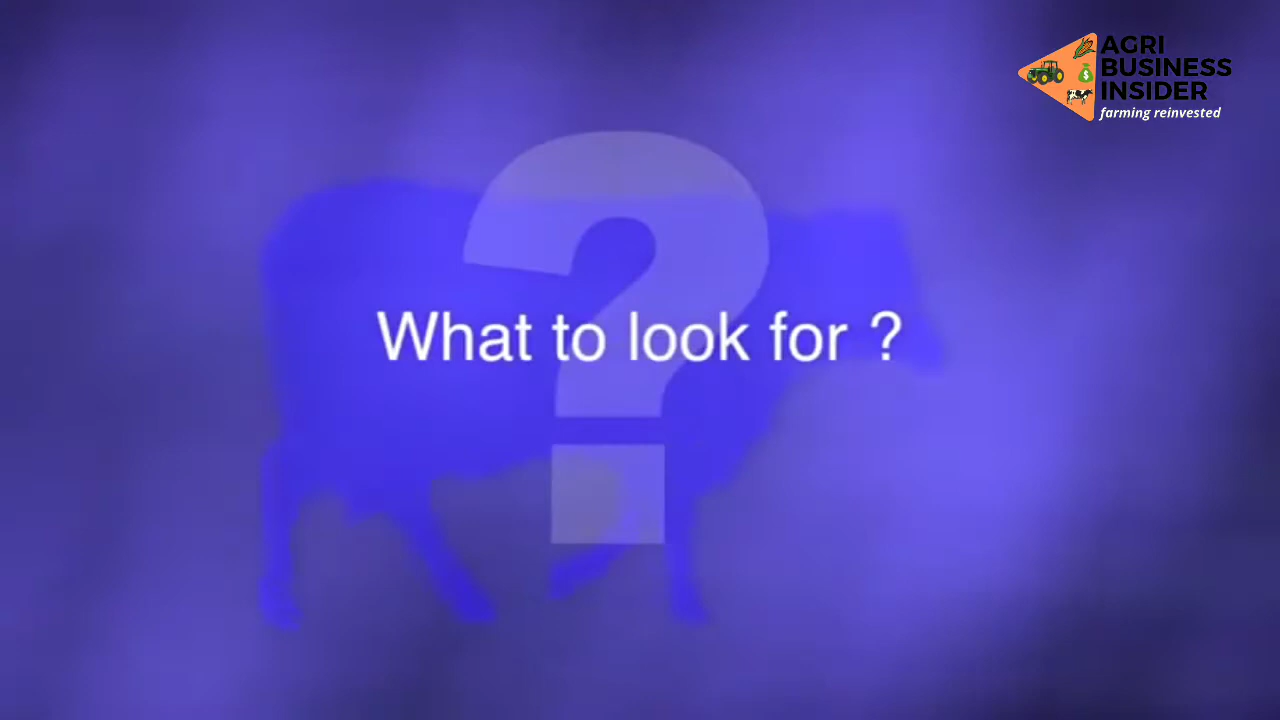 AGRI
BUSINESS
INSIDER
farming reinvested
What to look for ?